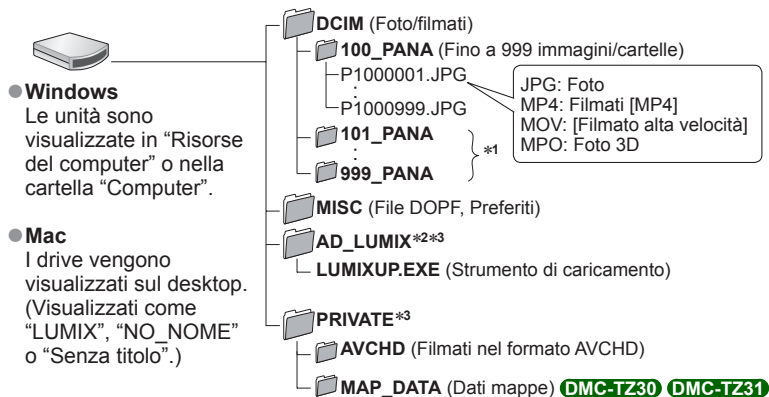 ●Windows
Le unità sono
visualizzate in “Risorse
del computer” o nella
cartella “Computer”.
●Mac
I drive vengono
visualizzati sul desktop.
(Visualizzati come
“LUMIX”, “NO_NOME”
o “Senza titolo”.)
DCIM (Foto/filmati)
100_PANA (Fino a 999 immagini/cartelle)
P1000001.JPG
:
P1000999.JPG
JPG: Foto
MP4: Filmati [MP4]
MOV: [Filmato alta velocità]
MPO: Foto 3D
101_PANA
:
999_PANA
*1
MISC (File DOPF, Preferiti)
AD_LUMIX*2*3
LUMIXUP.EXE (Strumento di caricamento)
PRIVATE*3
AVCHD (Filmati nel formato AVCHD)
MAP_DATA (Dati mappe) DMC-TZ30 DMC-TZ31